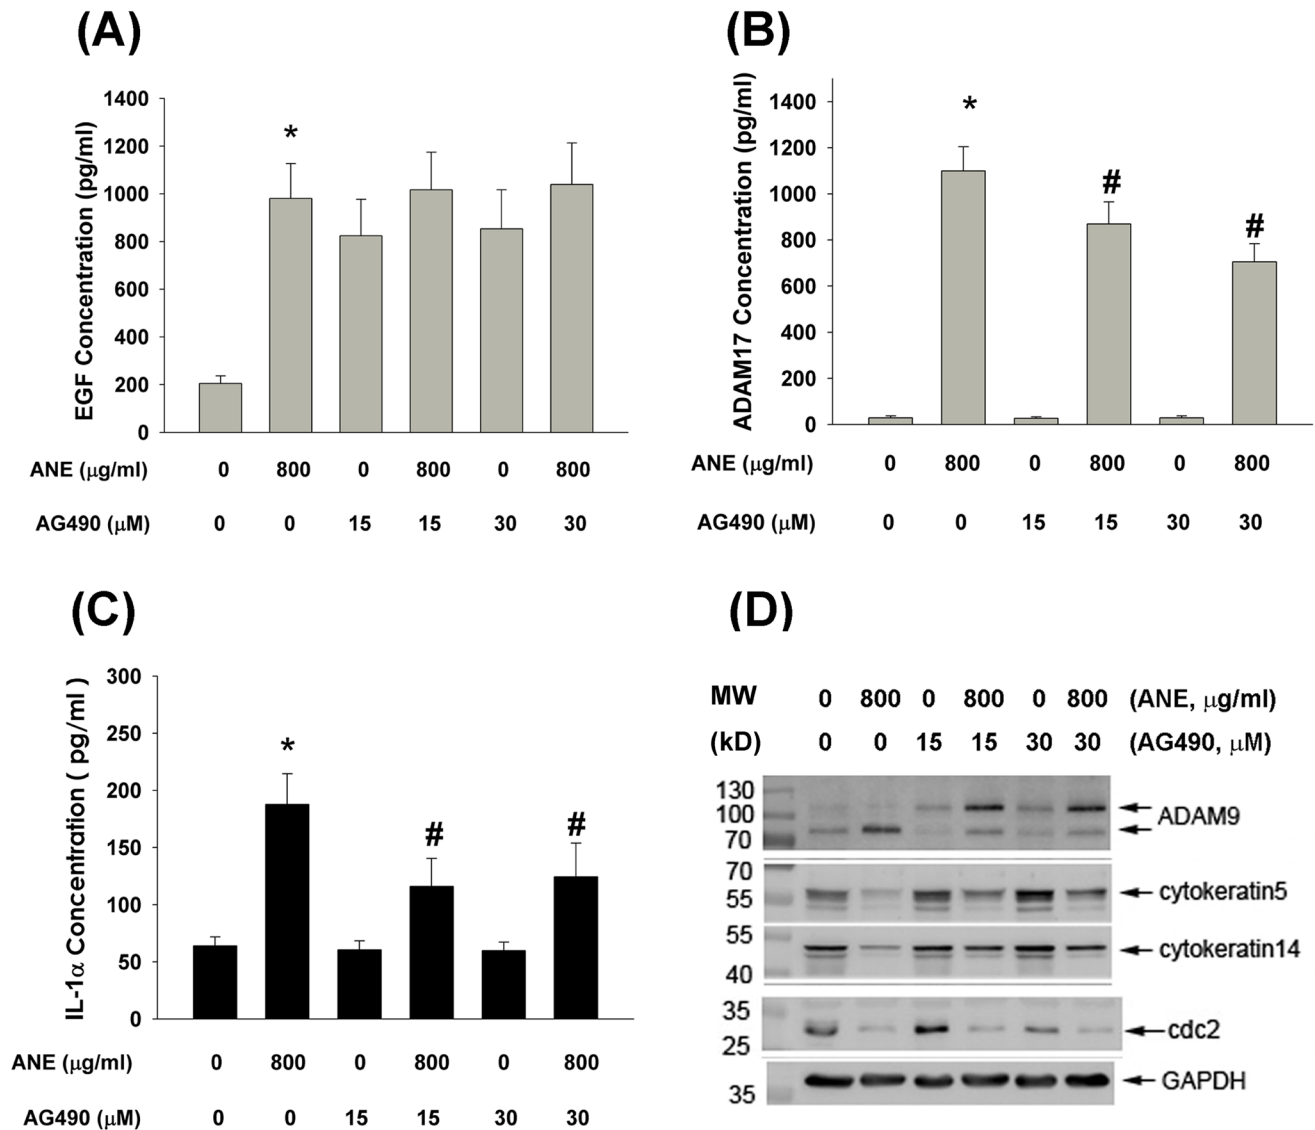 (A)
EGF Concentration (pg/ml)
1400
1200
1000
800
600
400
200
0
*
ANE (μg/ml) 0 800 0 800 0 800
AG490 (μM) 0 0 15 15 30 30
(B)
ADAM17 Concentration (pg/ml)
1400
1200
1000
800
600
400
200
0
*
#
#
ANE (μg/ml) 0 800 0 800 0 800
AG490 (μM) 0 0 15 15 30 30
(C)
IL-1α Concentration ( pg/ml )
300
250
200
150
100
50
0
*
#
#
ANE (μg/ml) 0 800 0 800 0 800
AG490 (μM) 0 0 15 15 30 30
(D)
MW 0 800 0 800 0 800 (ANE, μg/ml)
(kD) 0 0 15 15 30 30 (AG490, μM)
130
100
70
ADAM9
70
55
cytokeratin5
55
40
cytokeratin14
35
25
cdc2
35
GAPDH